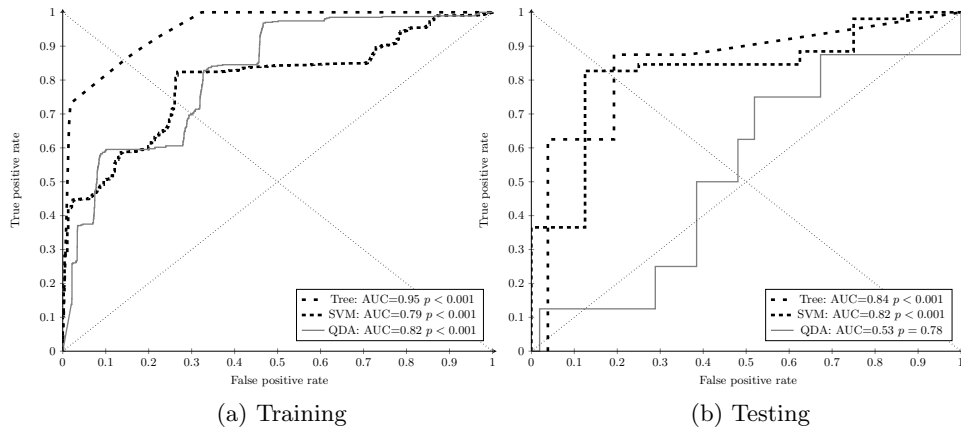 1
0.9
0.8
0.7
0.6
0.5
0.4
0.3
0.2
0.1
0
True positive rate
Tree: AUC=0.95 p < 0.001
SVM: AUC=0.79 p < 0.001
QDA: AUC=0.82 p < 0.001
0 0.1 0.2 0.3 0.4 0.5 0.6 0.7 0.8 0.9 1
False positive rate
(a) Training
1
0.9
0.8
0.7
0.6
0.5
0.4
0.3
0.2
0.1
0
True positive rate
Tree: AUC=0.84 p < 0.001
SVM: AUC=0.82 p < 0.001
QDA: AUC=0.53 p = 0.78
0.1 0.2 0.3 0.4 0.5 0.6 0.7 0.8 0.9 1
False positive rate
(b) Testing